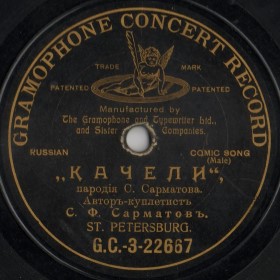 GRAMOPHONE CONCERT RECORD
TRADE MARK
PATENTED PATENTED
Manufactured by
The Gramophone and Typewriter Ltd.,
and Sister Companies.
RUSSIAN COMIC SONG
(Male)
„КАЧЕЛИ“,
пародія С. Сарматова.
Авторъ-куплетистъ
С. Ф. Сарматовъ.
ST. PETERSBURG.
G.C.-3-22667